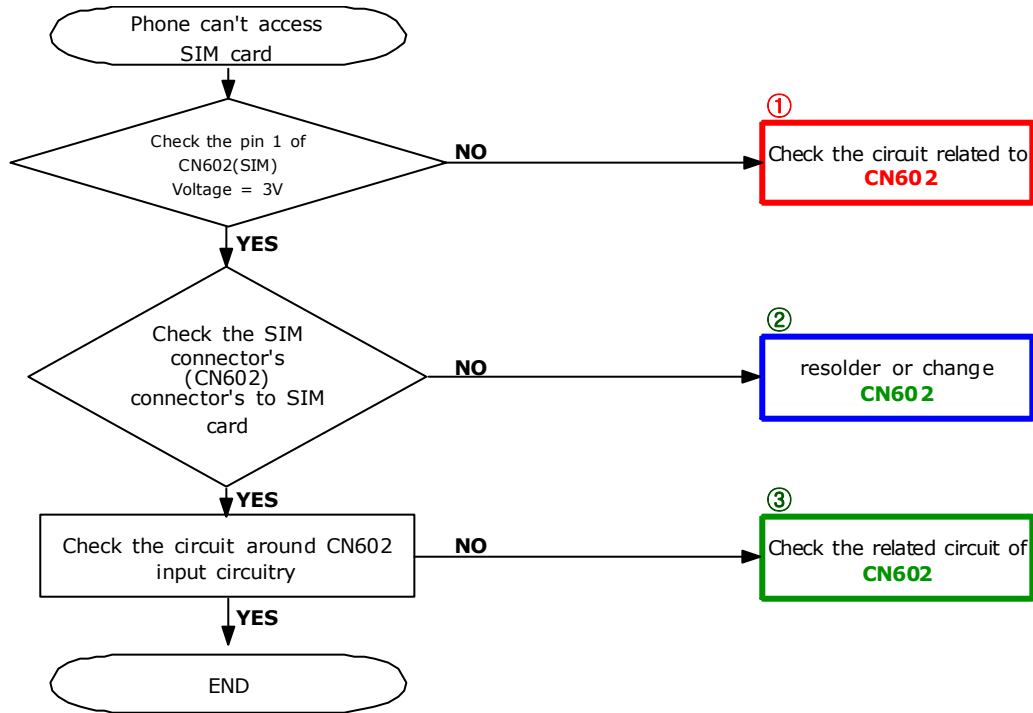 Phone can't access
SIM card
①
Check the pin 1 of
CN602(SIM)
Voltage = 3V
NO
Check the circuit related to
CN602
YES
②
Check the SIM
connector's
(CN602)
connector's to SIM
card
NO
resolder or change
CN602
YES
③
Check the circuit around CN602
input circuitry
NO
Check the related circuit of
CN602
YES
END